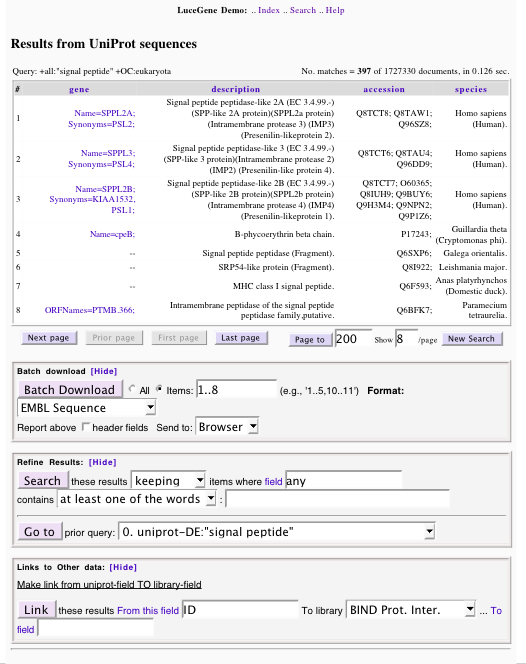 LuceGene Demo: .. Index .. Search .. Help
Results from UniProt sequences
Query: +all:"signal peptide" +OC:eukaryota No. matches = 397 of 1727330 documents, in 0.126 sec.
# gene description accession species
1 Name=SPPL2A; Synonyms=PSL2; Signal peptide peptidase-like 2A (EC 3.4.99.-) (SPP-like 2A protein)(SPPL2a protein) (Intramembrane protease 3) (IMP3) (Presenilin-likeprotein 2). Q8TCT8; Q8TAW1; Q96SZ8; Homo sapiens (Human).
2 Name=SPPL3; Synonyms=PSL4; Signal peptide peptidase-like 3 (EC 3.4.99.-) (SPP-like 3 protein)(Intramembrane protease 2) (IMP2) (Presenilin-like protein 4). Q8TCT6; Q8TAU4; Q96DD9; Homo sapiens (Human).
3 Name=SPPL2B; Synonyms=KIAA1532, PSL1; Signal peptide peptidase-like 2B (EC 3.4.99.-) (SPP-like 2B protein)(SPPL2b protein) (Intramembrane protease 4) (IMP4) (Presenilin-likeprotein 1). Q8TCT7; O60365; Q8IUH9; Q9BUY6; Q9H3M4; Q9NPN2; Q9P1Z6; Homo sapiens (Human).
4 Name=cpeB; B-phycoerythrin beta chain. P17243; Guillardia theta (Cryptomonas phi).
5 -- Signal peptide peptidase (Fragment). Q6SXP6; Galega orientalis.
6 -- SRP54-like protein (Fragment). Q8I922; Leishmania major.
7 -- MHC class I signal peptide. Q6F593; Anas platyrhynchos (Domestic duck).
8 ORFNames=PTMB.366; Intramembrane peptidase of the signal peptide peptidase family,putative. Q6BFK7; Paramecium tetraurelia.
Next page Prior page First page Last page Page to 200 Show 8 /page New Search
Batch download [Hide]
Batch Download All Items: 1..8 (e.g., '1..5,10..11') Format:
EMBL Sequence
Report above header fields Send to: Browser
Refine Results: [Hide]
Search these results keeping items where field any
contains at least one of the words :
Go to prior query: 0. uniprot-DE:"signal peptide"
Links to Other data: [Hide]
Make link from uniprot-field TO library-field
Link these results From this field ID To library BIND Prot. Inter. ... To
field